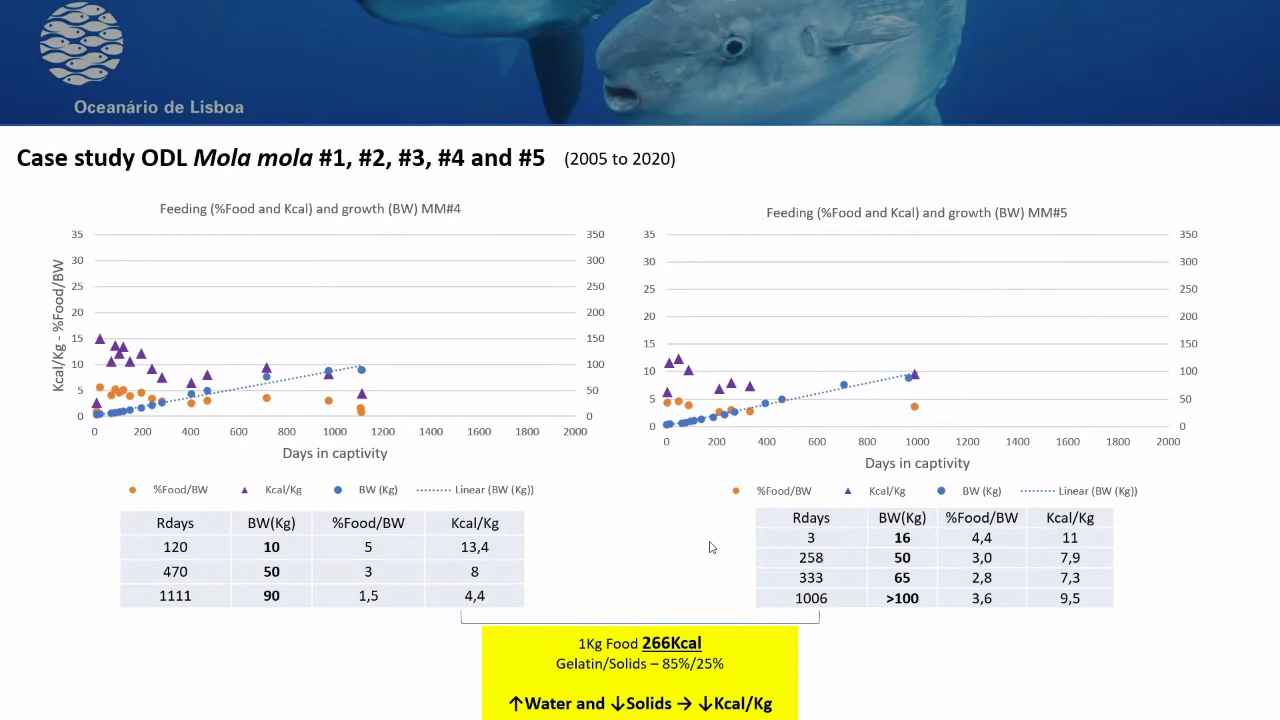 Oceanário de Lisboa
Case study ODL Mola mola #1, #2, #3, #4 and #5 (2005 to 2020)
Feeding (%Food and Kcal) and growth (BW) MM#4
35 350
30 300
25 250
20 200
15 150
10 100
5 50
0 0
Kcal/Kg - %Food/BW
0 200 400 600 800 1000 1200 1400 1600 1800 2000
Days in captivity
%Food/BW Kcal/Kg BW (Kg) Linear (BW (Kg))
Rdays BW(Kg) %Food/BW Kcal/Kg
120 10 5 13,4
470 50 3 8
1111 90 1,5 4,4
Feeding (%Food and Kcal) and growth (BW) MM#5
35 350
30 300
25 250
20 200
15 150
10 100
5 50
0 0
0 200 400 600 800 1000 1200 1400 1600 1800 2000
Days in captivity
%Food/BW Kcal/Kg BW (Kg) Linear (BW (Kg))
Rdays BW(Kg) %Food/BW Kcal/Kg
3 16 4,4 11
258 50 3,0 7,9
333 65 2,8 7,3
1006 >100 3,6 9,5
1Kg Food 266Kcal
Gelatin/Solids – 85%/25%
↑Water and ↓Solids → ↓Kcal/Kg